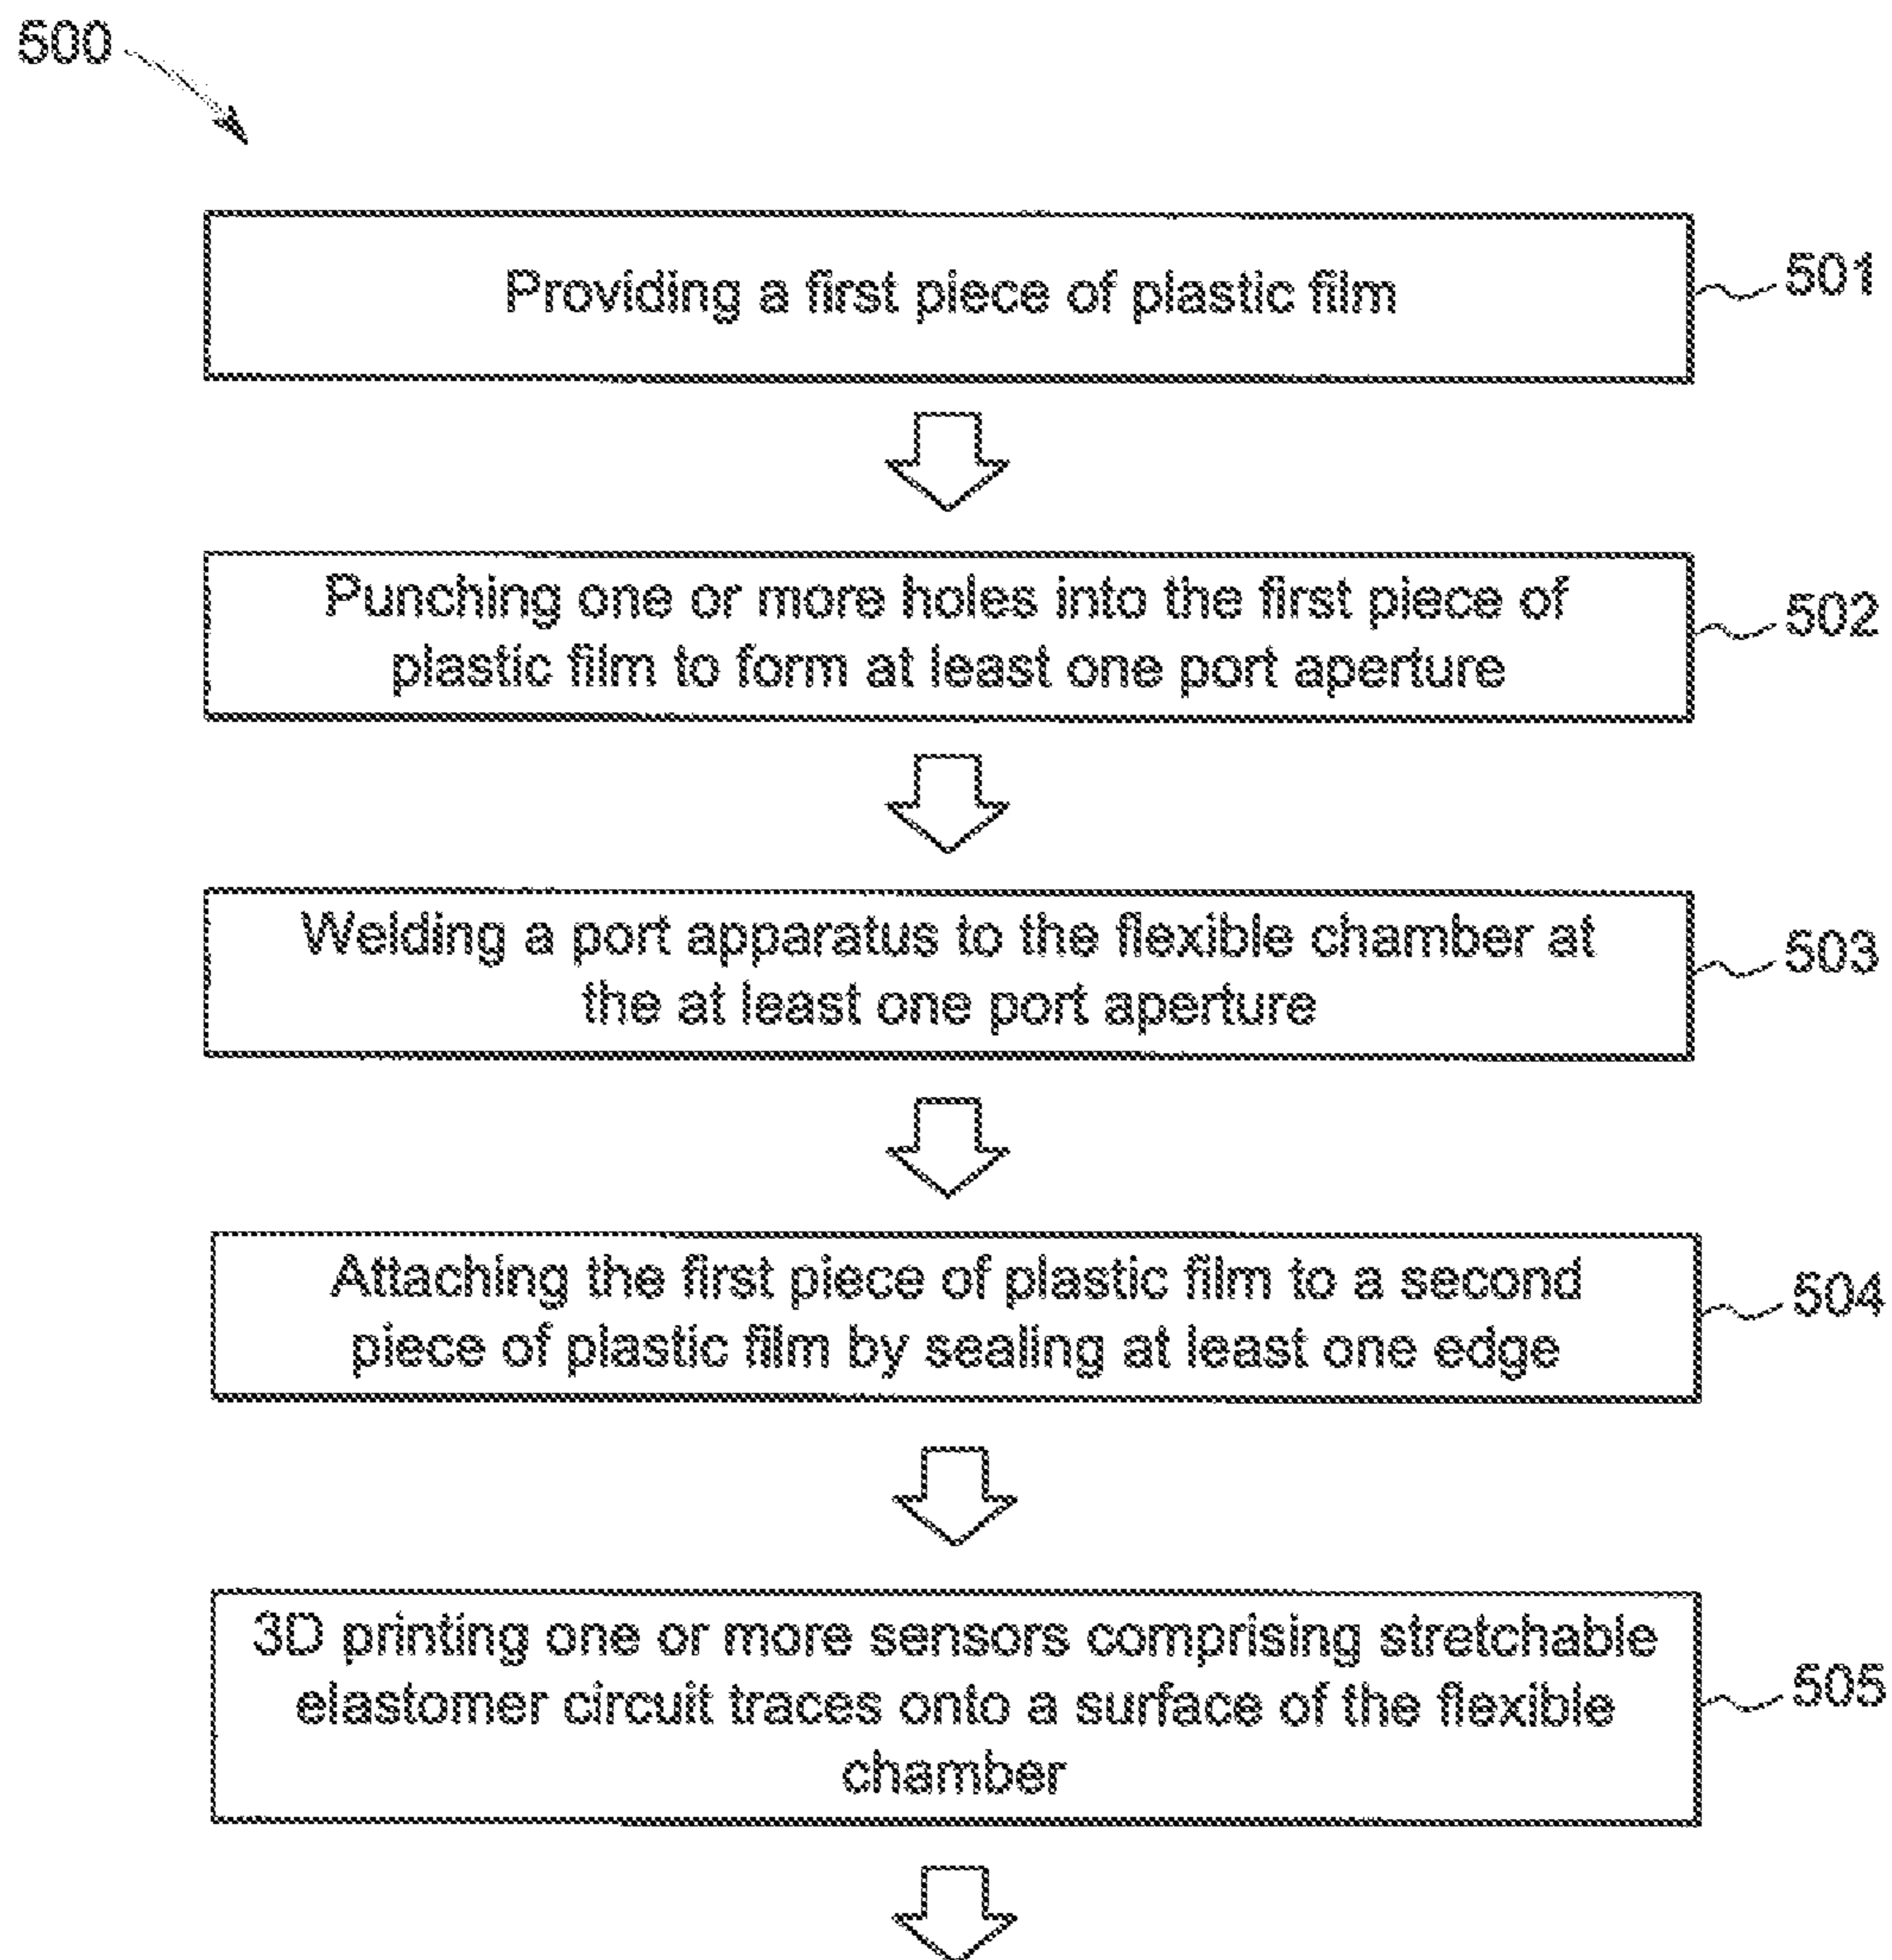 500
Providing a first piece of plastic film
501
Punching one or more holes into the first piece of
plastic film to form at least one port aperture
502
Welding a port apparatus to the flexible chamber at
the at least one port aperture
503
Attaching the first piece of plastic film to a second
piece of plastic film by sealing at least one edge
504
3D printing one or more sensors comprising stretchable
elastomer circuit traces onto a surface of the flexible
chamber
505